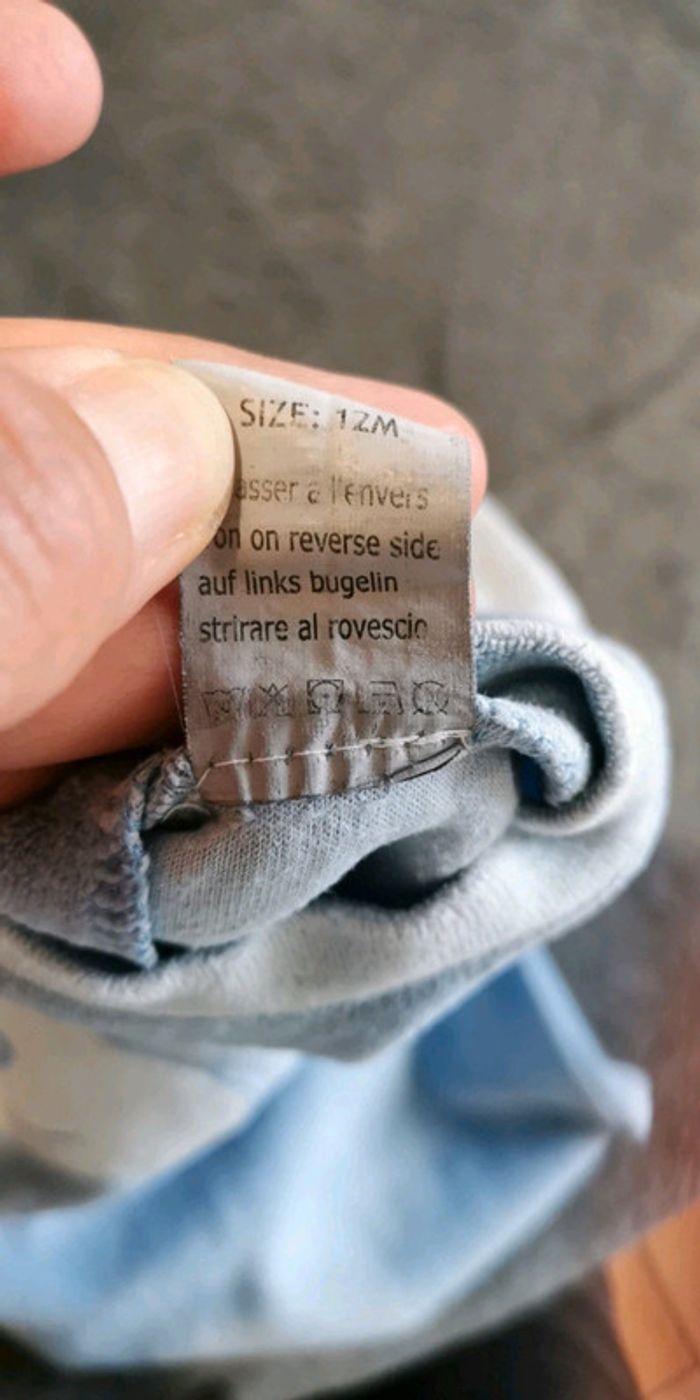 SIZE: 12M
asser a l'envers
on on reverse side
auf links bugelin
strirare al rovescio